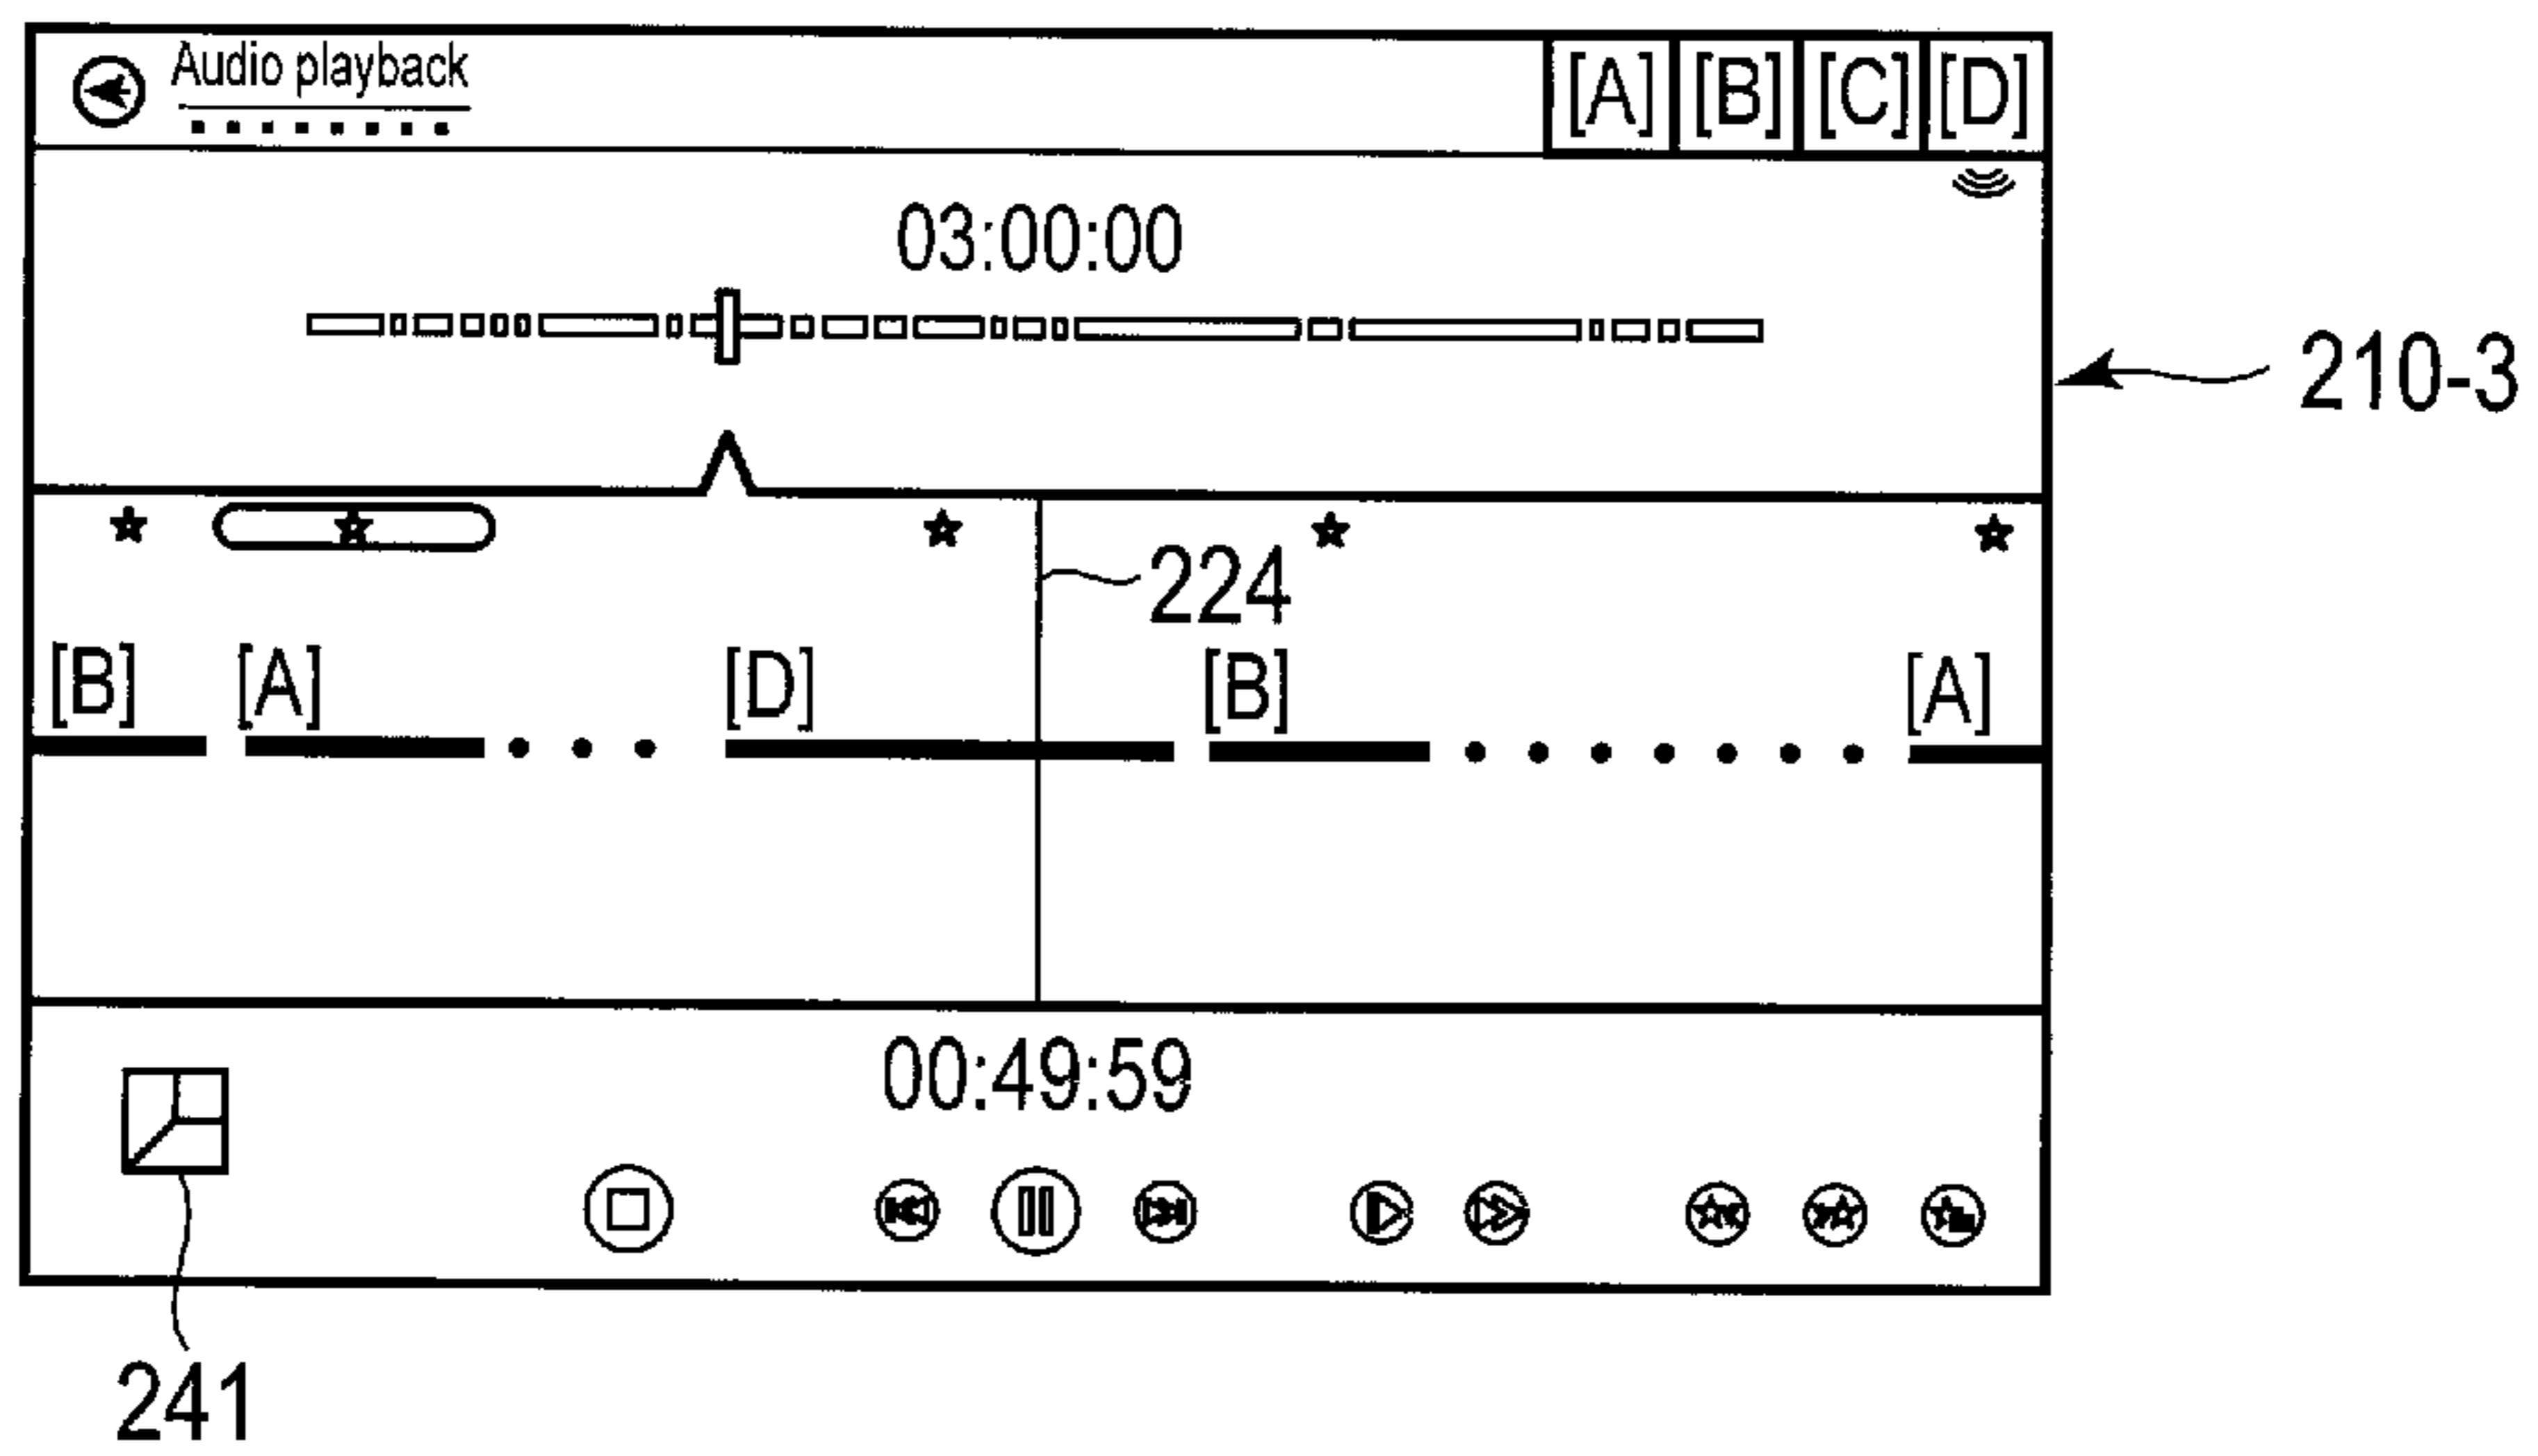 Audio playback
[A] [B] [C] [D]
03:00:00
210-3
224
[B] [A] [D] [B] [A]
00:49:59
241